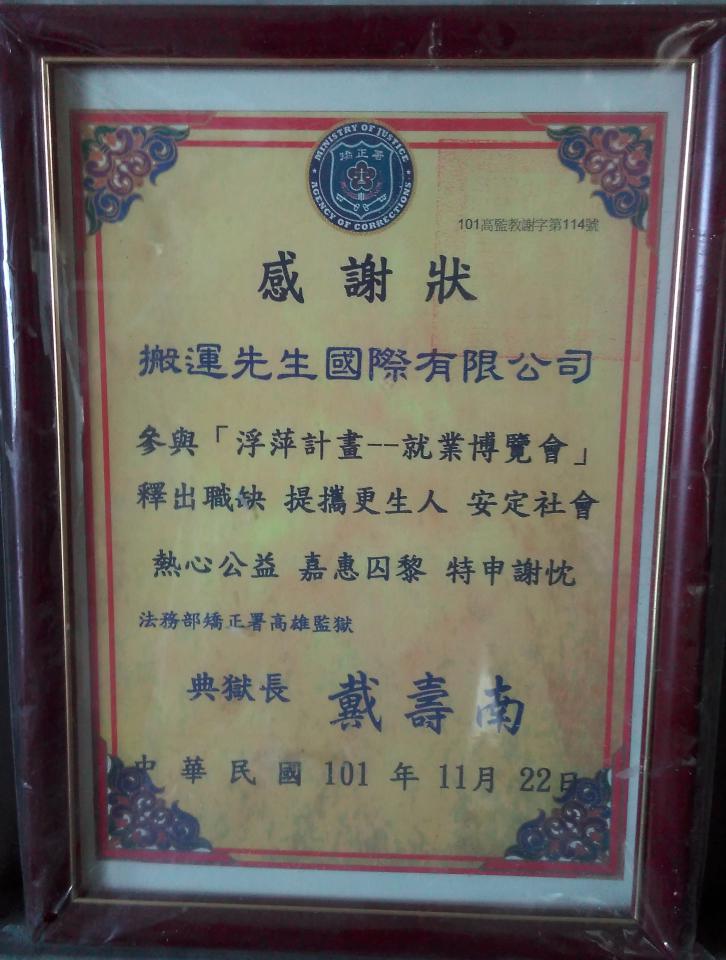 MINISTRY OF JUSTICE
矯正署
AGENCY OF CORRECTIONS
101高監教謝字第114號
感謝狀
搬運先生國際有限公司
參與「浮萍計畫--就業博覽會」
釋出職缺 提攜更生人 安定社會
熱心公益 嘉惠囚黎 特申謝忱
法務部矯正署高雄監獄
典獄長 戴壽南
中華民國 101 年 11月 22日